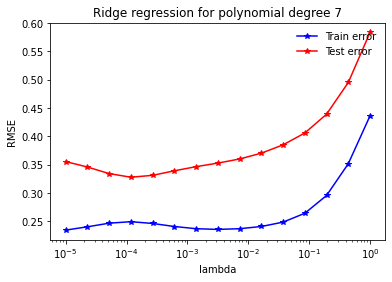 Ridge regression for polynomial degree 7
Train error
Test error
0.60
0.55
0.50
0.45
0.40
0.35
0.30
0.25
RMSE
10⁻⁵
10⁻⁴
10⁻³
10⁻²
10⁻¹
10⁰
lambda